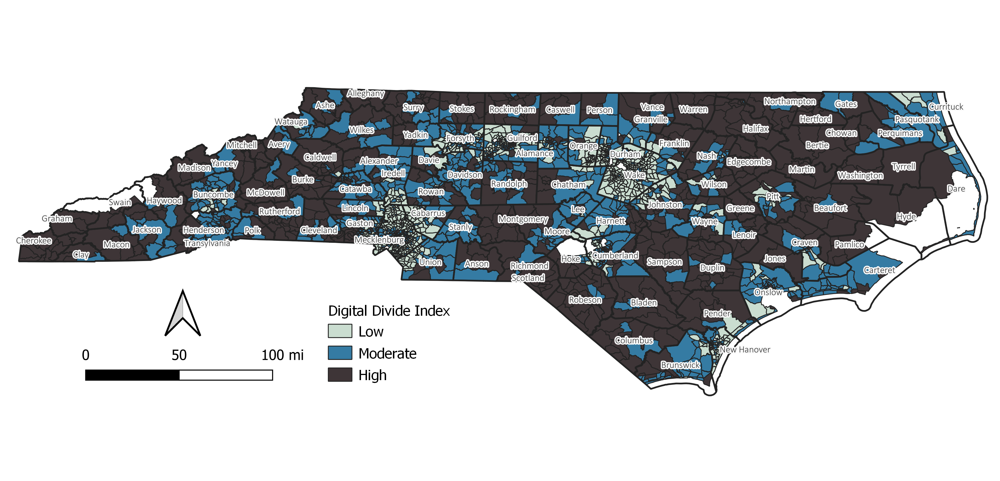 Alleghany
Ashe
Surry
Stokes
Rockingham
Caswell
Person
Vance
Warren
Northampton
Gates
Currituck
Watauga
Wilkes
Granville
Halifax
Hertford
Pasquotank
Yadkin
Forsyth
Guilford
Orange
Franklin
Chowan
Perquimans
Mitchell
Avery
Alamance
Durham
Bertie
Caldwell
Alexander
Davie
Nash
Edgecombe
Madison
Yancey
Iredell
Davidson
Wake
Martin
Washington
Tyrrell
Burke
Randolph
Chatham
Wilson
Dare
Buncombe
McDowell
Catawba
Rowan
Pitt
Swain
Haywood
Rutherford
Lincoln
Cabarrus
Lee
Johnston
Greene
Beaufort
Hyde
Graham
Jackson
Henderson
Polk
Cleveland
Gaston
Stanly
Montgomery
Moore
Harnett
Wayne
Lenoir
Cherokee
Macon
Transylvania
Mecklenburg
Craven
Pamlico
Clay
Union
Anson
Richmond
Hoke
Cumberland
Sampson
Duplin
Jones
Carteret
Scotland
Robeson
Bladen
Onslow
Pender
Columbus
New Hanover
Brunswick
Digital Divide Index
Low
Moderate
High
0 50 100 mi